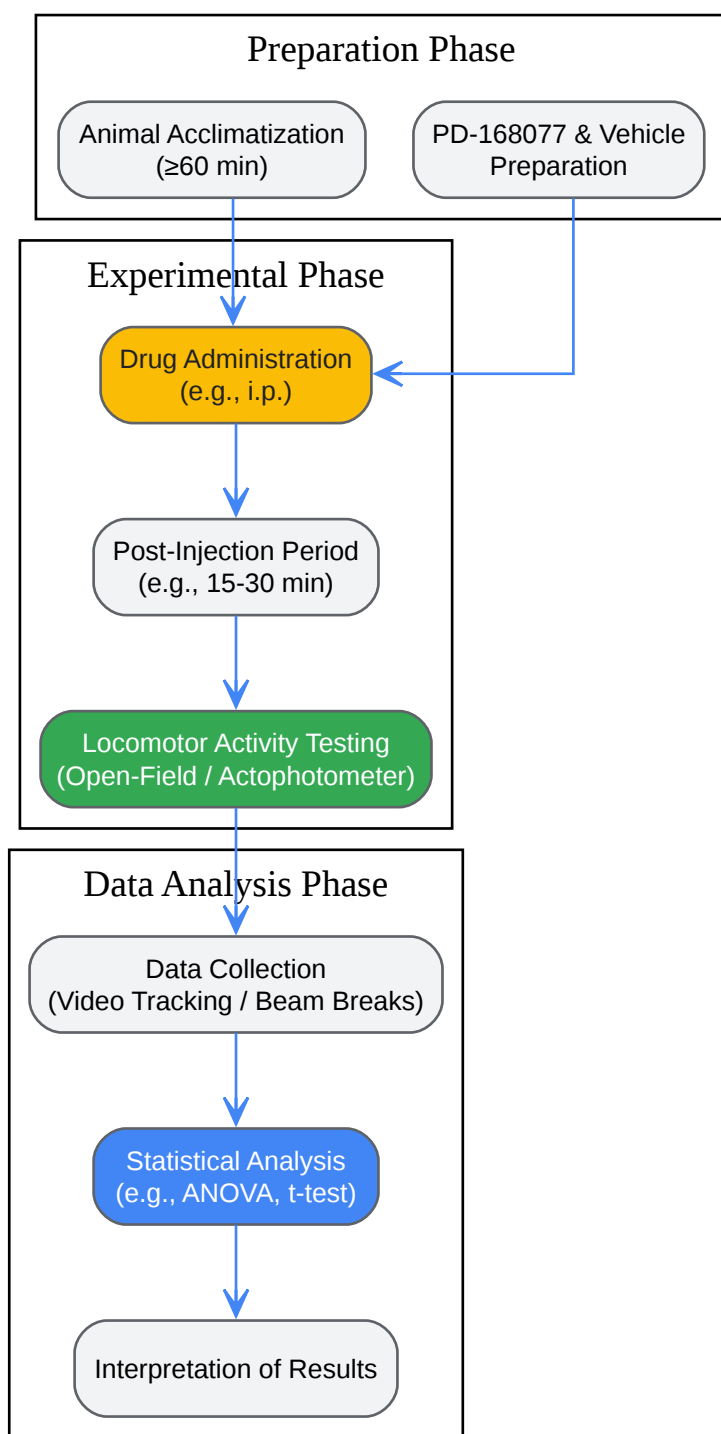 Preparation Phase
Animal Acclimatization
(≥60 min)
PD-168077 & Vehicle
Preparation
Experimental Phase
Drug Administration
(e.g., i.p.)
Post-Injection Period
(e.g., 15-30 min)
Locomotor Activity Testing
(Open-Field / Actophotometer)
Data Analysis Phase
Data Collection
(Video Tracking / Beam Breaks)
Statistical Analysis
(e.g., ANOVA, t-test)
Interpretation of Results